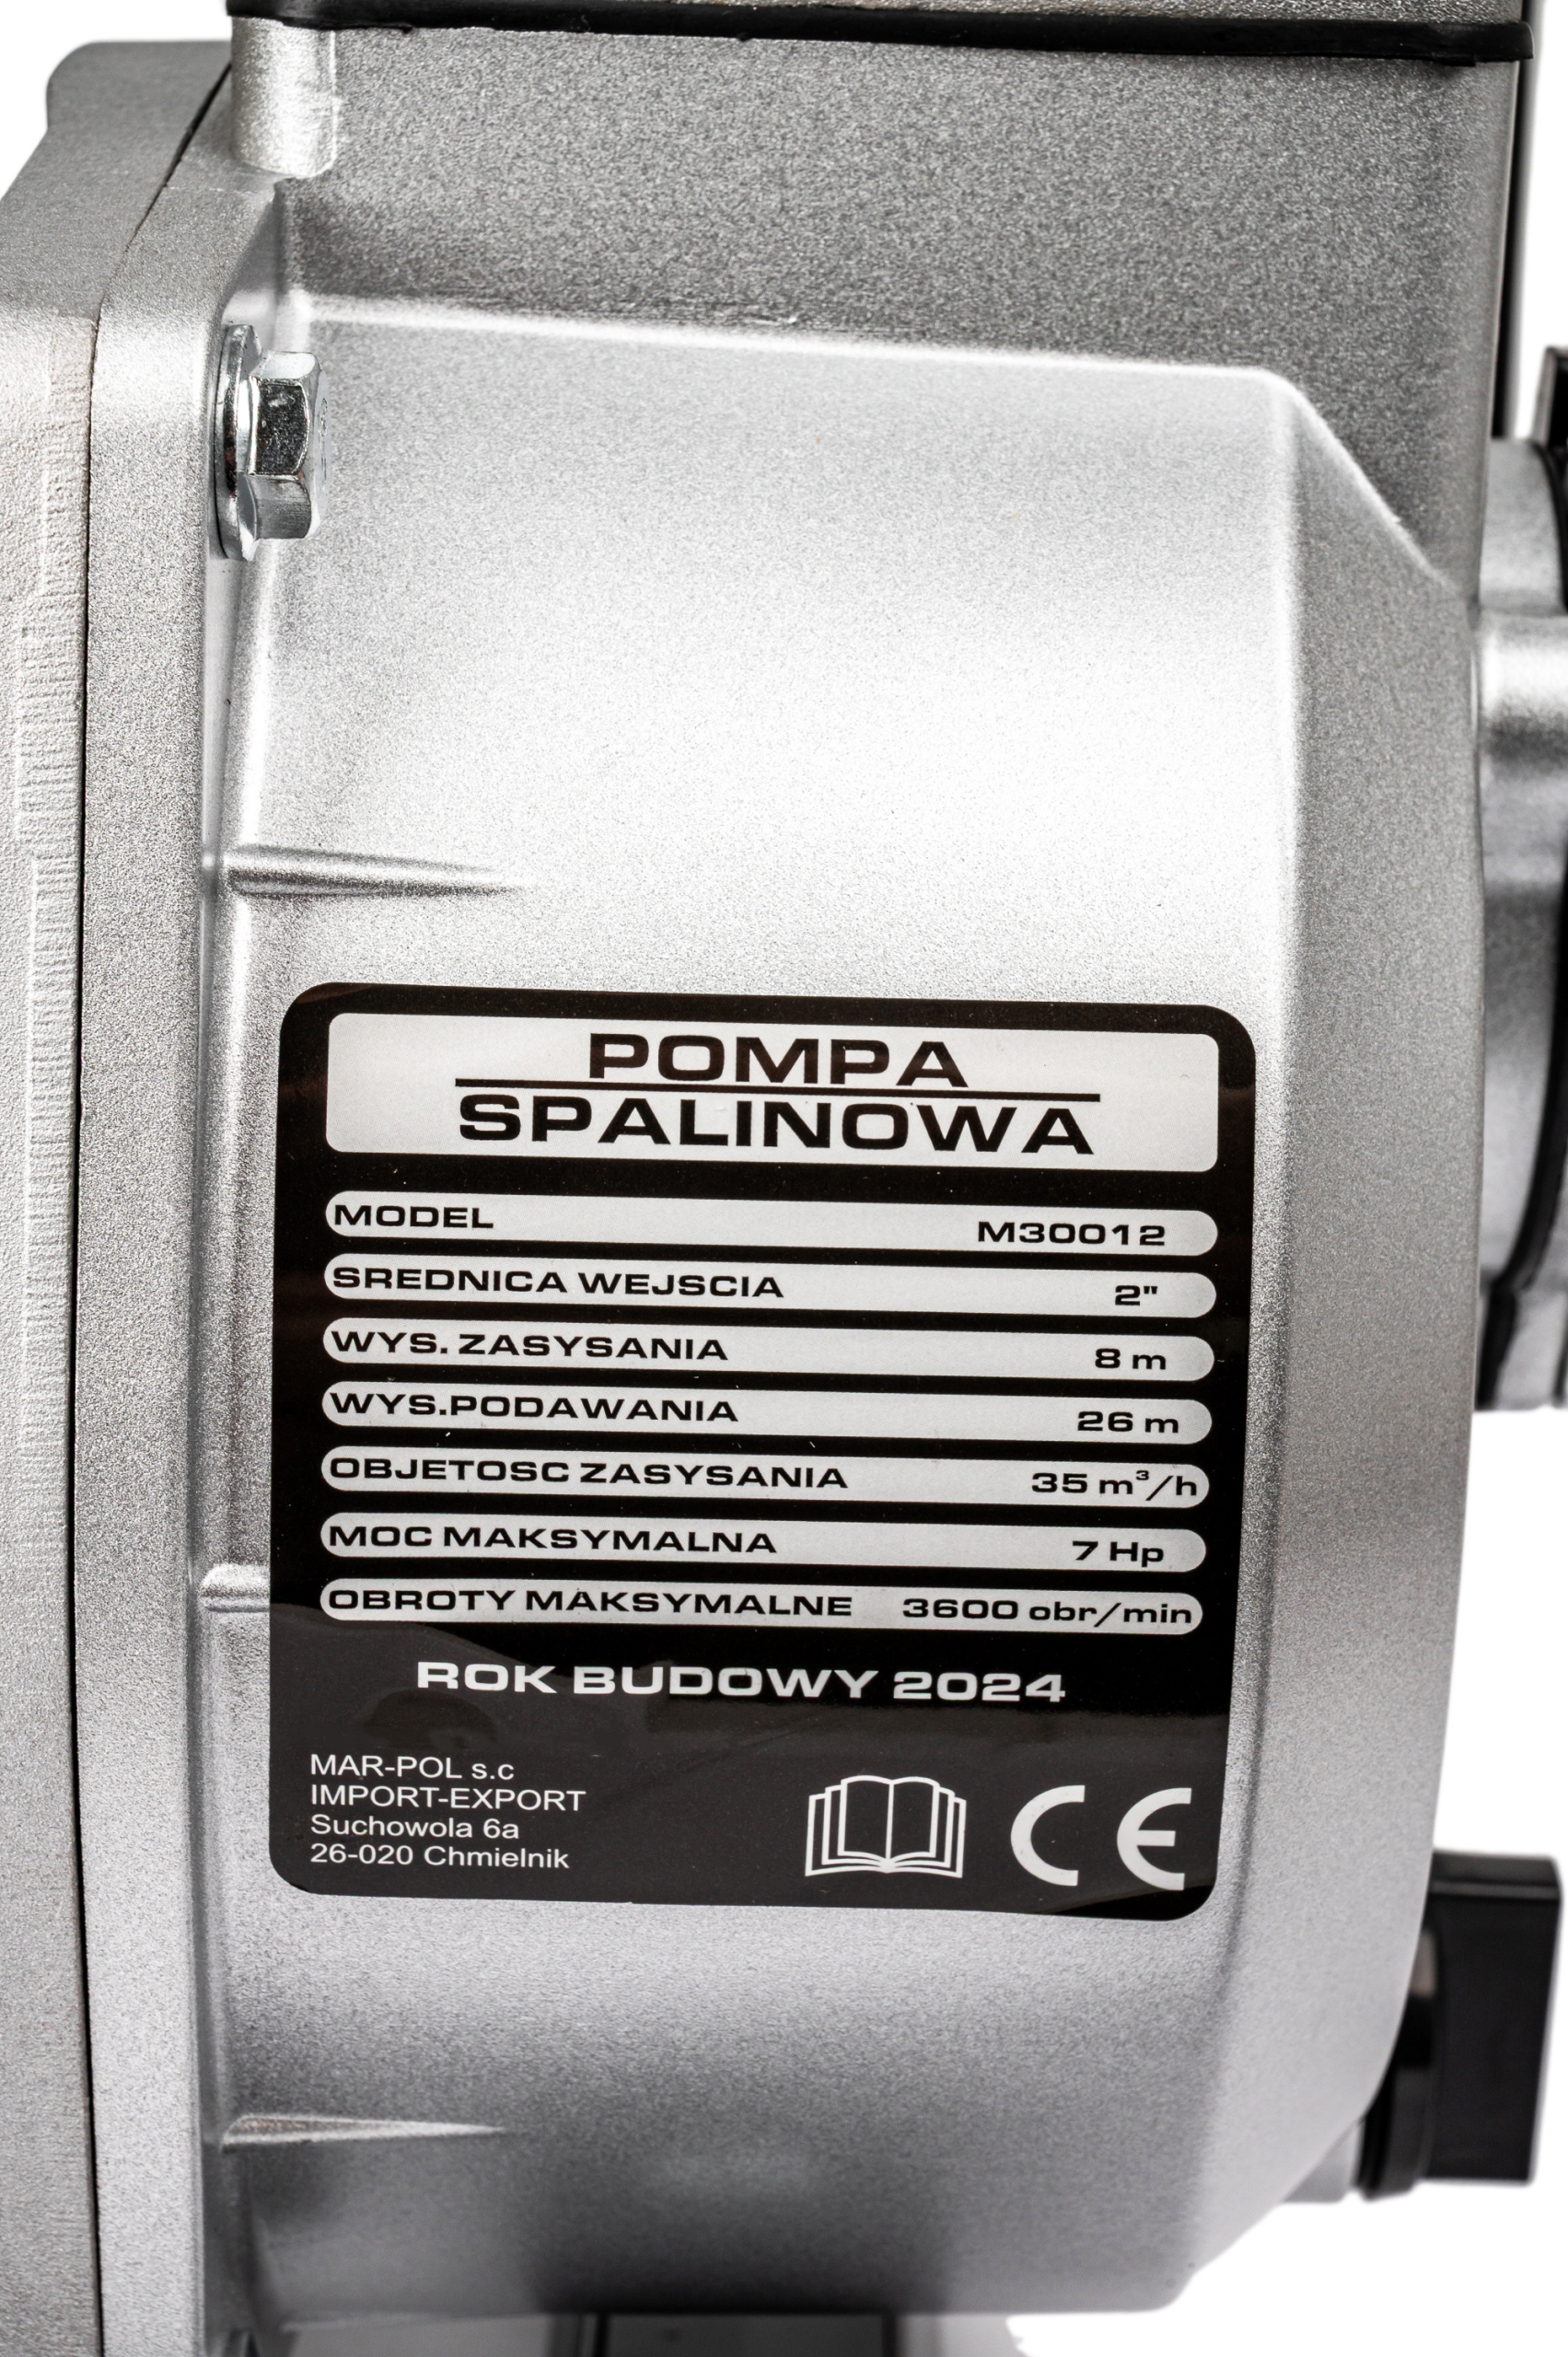 POMPA
SPALINOWA
MODEL M30012
SREDNICA WEJSCIA 2"
WYS. ZASYSANIA 8 m
WYS.PODAWANIA 26 m
OBJETOSC ZASYSANIA 35 m³/h
MOC MAKSYMALNA 7 Hp
OBROTY MAKSYMALNE 3600 obr/min
ROK BUDOWY 2024
MAR-POL s.c
IMPORT-EXPORT
Suchowola 6a
26-020 Chmielnik
CE